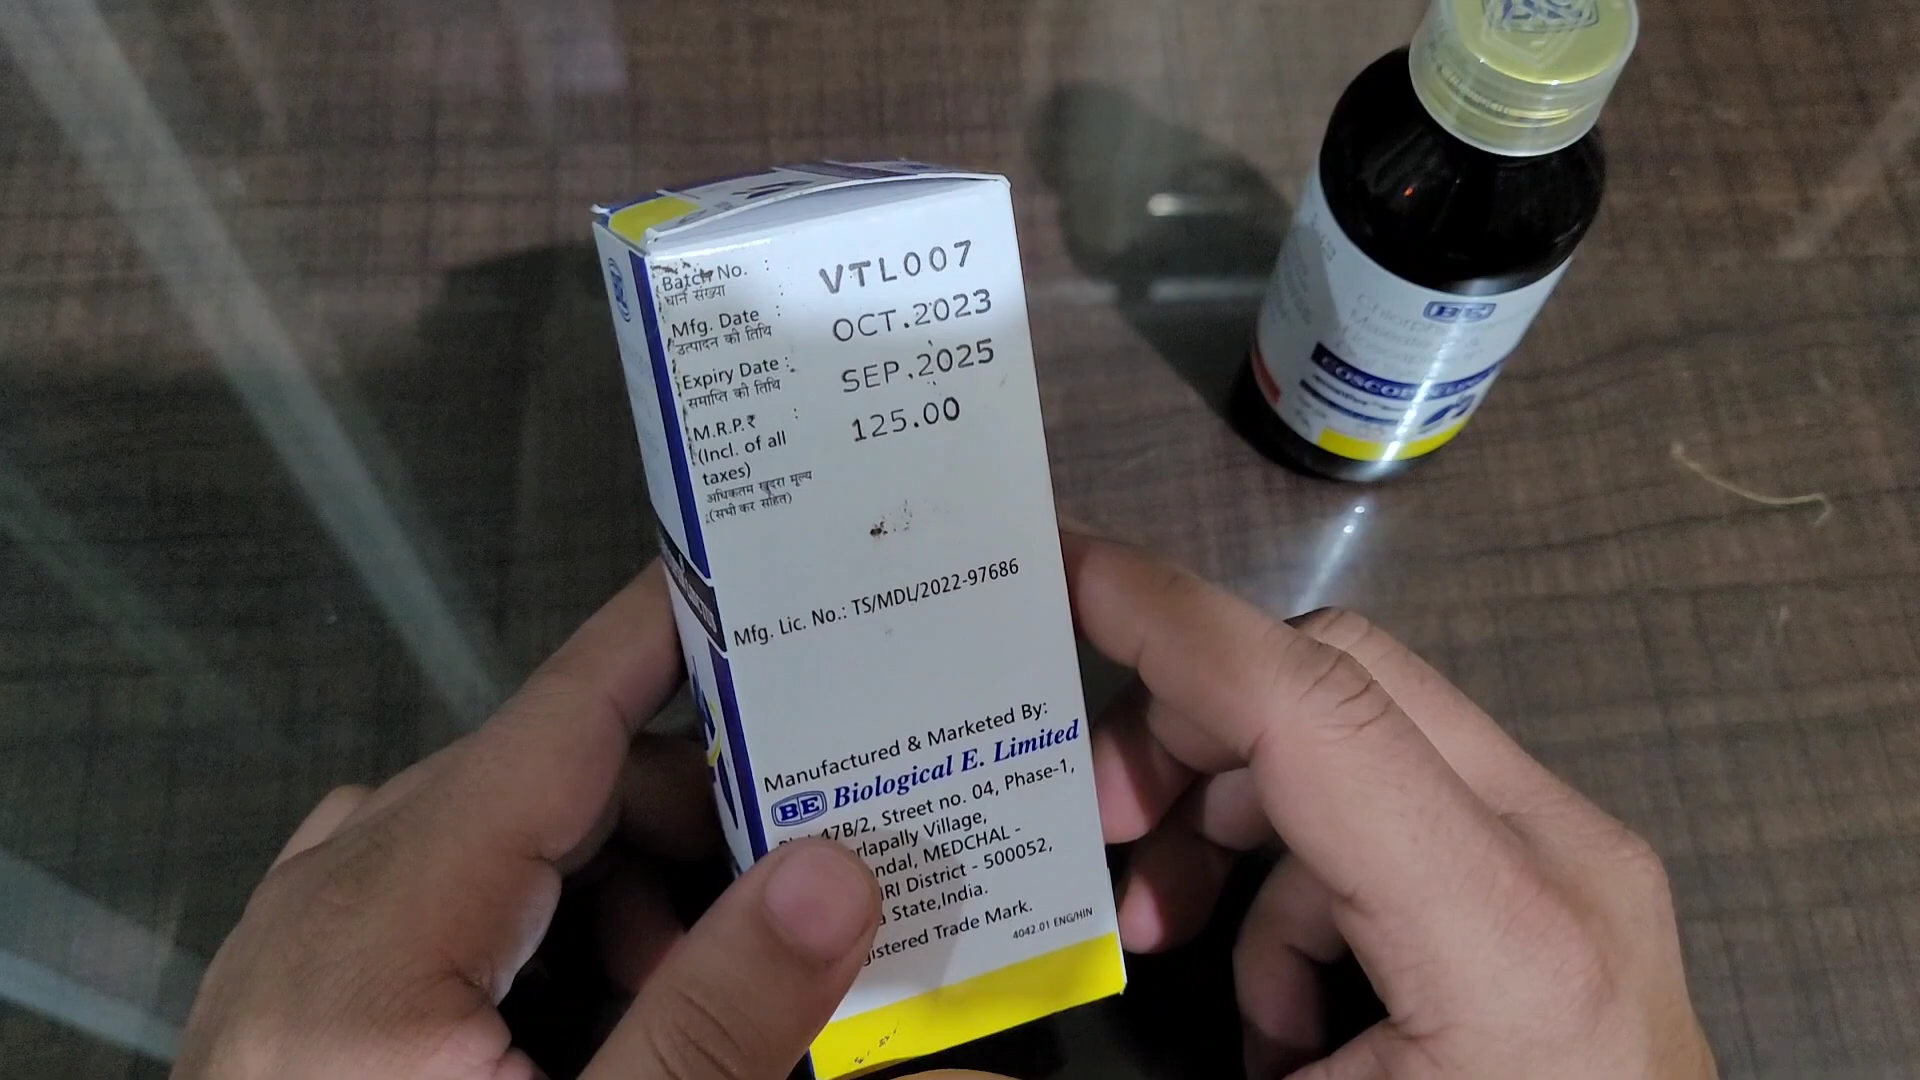 Batch No. :
VTL007
Mfg. Date :
OCT.2023
उत्पादन की तिथि
Expiry Date :
SEP.2025
समाप्ति की तिथि
M.R.P.₹ :
125.00
(Incl. of all
taxes)
अधिकतम खुदरा मूल्य
(सभी कर सहित)
Mfg. Lic. No.: TS/MDL/2022-97686
Manufactured & Marketed By:
BE Biological E. Limited
47B/2, Street no. 04, Phase-1,
Village,
MEDCHAL -
District - 500052,
State,India.
Trade Mark.
4042.01 ENG/HIN
BE